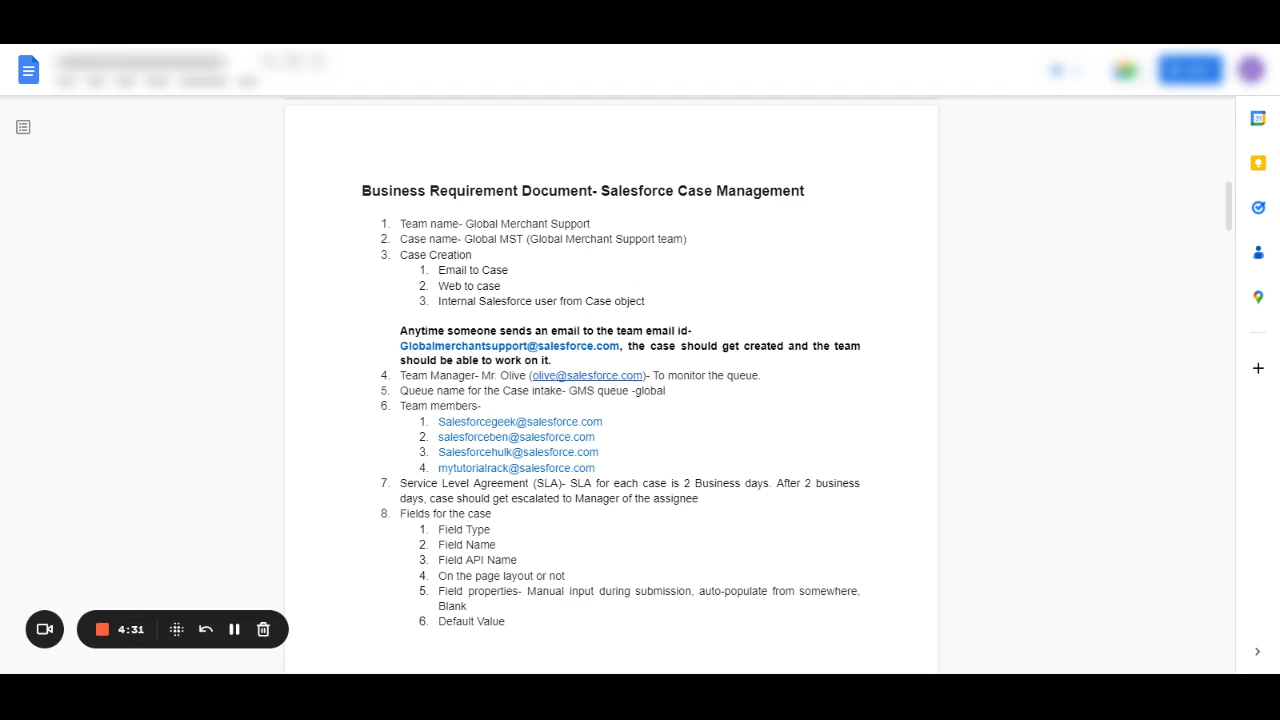 Business Requirement Document- Salesforce Case Management
1. Team name- Global Merchant Support
2. Case name- Global MST (Global Merchant Support team)
3. Case Creation
1. Email to Case
2. Web to case
3. Internal Salesforce user from Case object
Anytime someone sends an email to the team email id-
Globalmerchantsupport@salesforce.com, the case should get created and the team
should be able to work on it.
4. Team Manager- Mr. Olive (olive@salesforce.com)- To monitor the queue.
5. Queue name for the Case intake- GMS queue -global
6. Team members-
1. Salesforcegeek@salesforce.com
2. salesforceben@salesforce.com
3. Salesforcehulk@salesforce.com
4. mytutorialrack@salesforce.com
7. Service Level Agreement (SLA)- SLA for each case is 2 Business days. After 2 business
days, case should get escalated to Manager of the assignee
8. Fields for the case
1. Field Type
2. Field Name
3. Field API Name
4. On the page layout or not
5. Field properties- Manual input during submission, auto-populate from somewhere,
Blank
6. Default Value
4:31
31